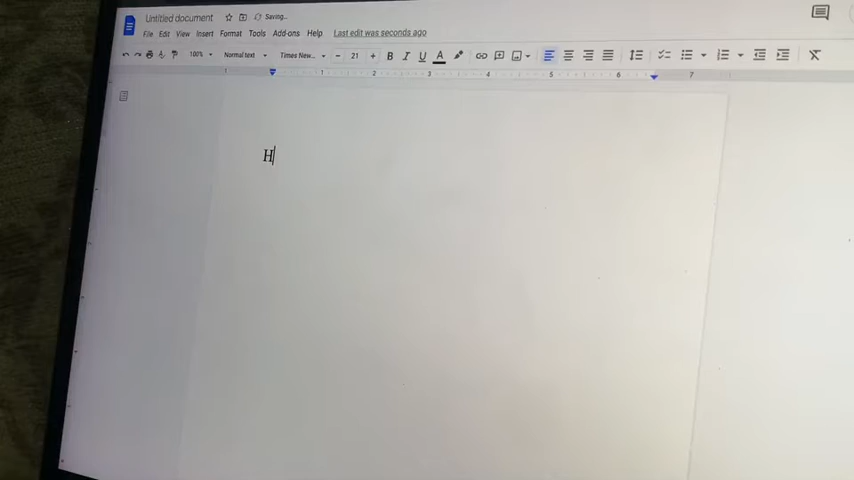 Untitled document Saving...
File Edit View Insert Format Tools Add-ons Help Last edit was seconds ago
100% Normal text Times New... − 21 + B I U A
1 1 2 3 4 5 6 7
H